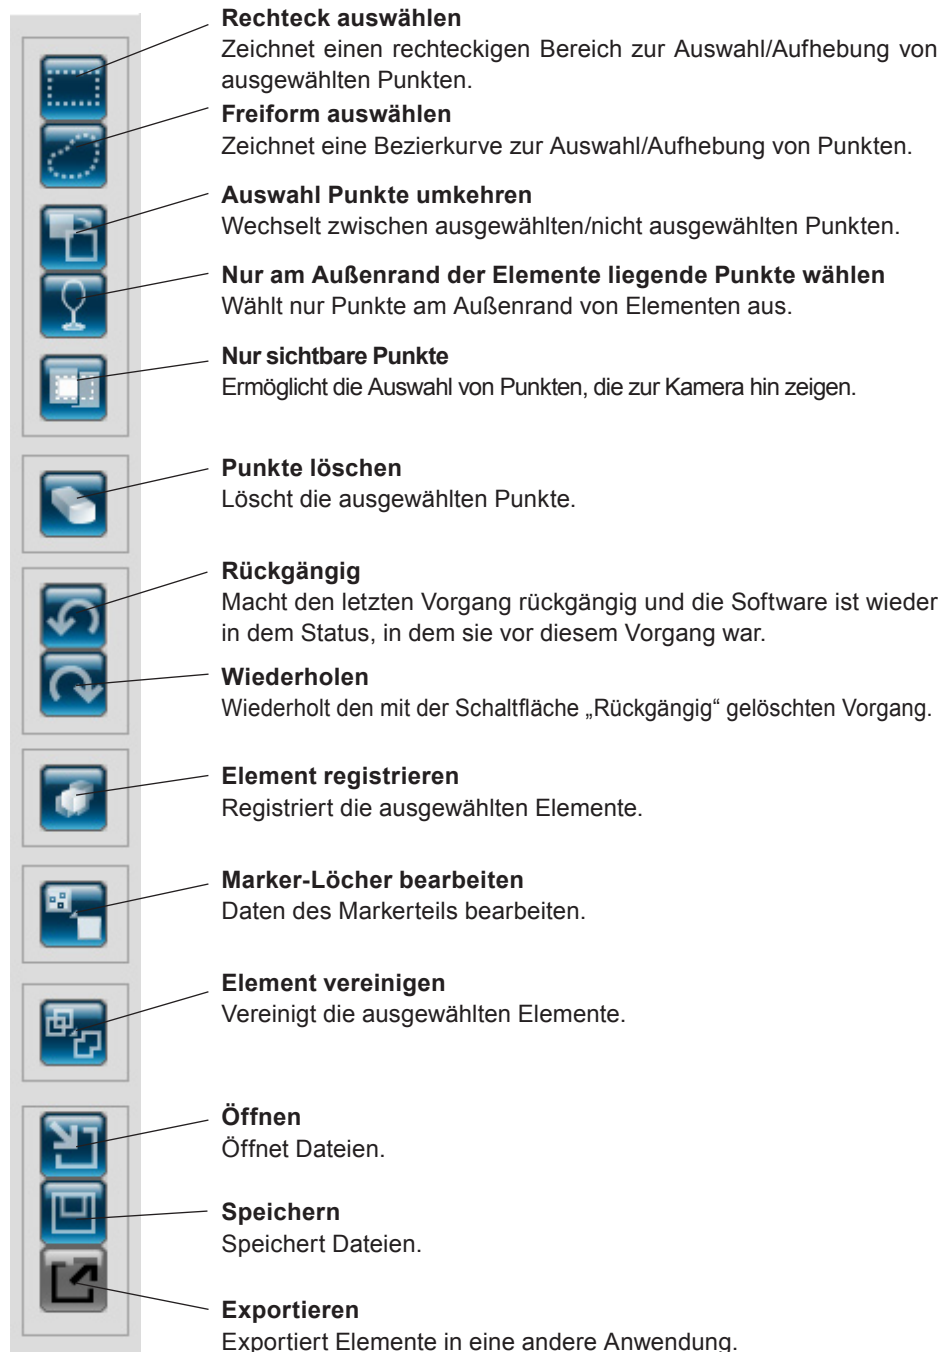 Rechteck auswählen
Zeichnet einen rechteckigen Bereich zur Auswahl/Aufhebung von
ausgewählten Punkten.
Freiform auswählen
Zeichnet eine Bezierkurve zur Auswahl/Aufhebung von Punkten.
Auswahl Punkte umkehren
Wechselt zwischen ausgewählten/nicht ausgewählten Punkten.
Nur am Außenrand der Elemente liegende Punkte wählen
Wählt nur Punkte am Außenrand von Elementen aus.
Nur sichtbare Punkte
Ermöglicht die Auswahl von Punkten, die zur Kamera hin zeigen.
Punkte löschen
Löscht die ausgewählten Punkte.
Rückgängig
Macht den letzten Vorgang rückgängig und die Software ist wieder
in dem Status, in dem sie vor diesem Vorgang war.
Wiederholen
Wiederholt den mit der Schaltfläche „Rückgängig“ gelöschten Vorgang.
Element registrieren
Registriert die ausgewählten Elemente.
Marker-Löcher bearbeiten
Daten des Markerteils bearbeiten.
Element vereinigen
Vereinigt die ausgewählten Elemente.
Öffnen
Öffnet Dateien.
Speichern
Speichert Dateien.
Exportieren
Exportiert Elemente in eine andere Anwendung.